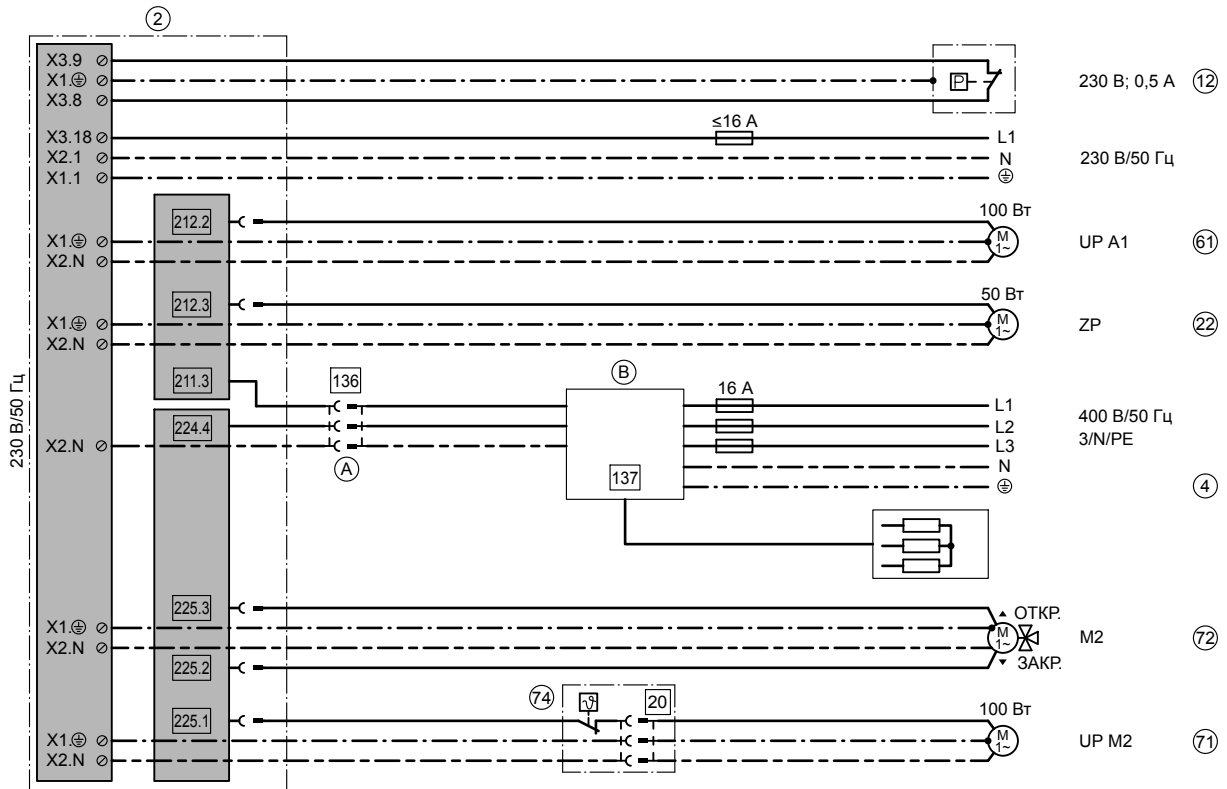 2
X3.9
X1.⏚
X3.8
P
230 В; 0,5 А 12
X3.18
≤16 А
L1
X2.1
N
230 В/50 Гц
X1.1
⏚
212.2
100 Вт
X1.⏚
M
1~
UP A1 61
X2.N
212.3
50 Вт
X1.⏚
M
1~
ZP 22
X2.N
211.3
136
B
16 А
L1
224.4
L2
400 В/50 Гц
3/N/PE
X2.N
L3
A
137
N
⏚
4
230 В/50 Гц
225.3
ОТКР.
X1.⏚
M
1~
M2 72
X2.N
225.2
ЗАКР.
74
ϑ
20
225.1
100 Вт
X1.⏚
M
1~
UP M2 71
X2.N